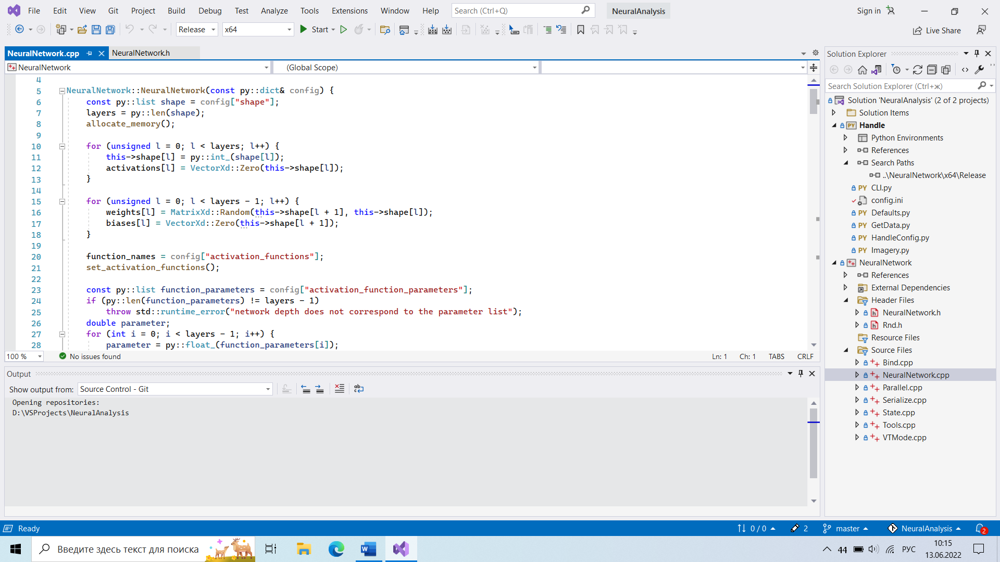 File Edit View Git Project Build Debug Test Analyze Tools Extensions Window Help Search (Ctrl+Q) NeuralAnalysis Sign in
Release x64 Start Live Share
NeuralNetwork.cpp NeuralNetwork.h
NeuralNetwork (Global Scope)
4
5 NeuralNetwork::NeuralNetwork(const py::dict& config) {
6 const py::list shape = config["shape"];
7 layers = py::len(shape);
8 allocate_memory();
9
10 for (unsigned l = 0; l < layers; l++) {
11 this->shape[l] = py::int_(shape[l]);
12 activations[l] = VectorXd::Zero(this->shape[l]);
13 }
14
15 for (unsigned l = 0; l < layers - 1; l++) {
16 weights[l] = MatrixXd::Random(this->shape[l + 1], this->shape[l]);
17 biases[l] = VectorXd::Zero(this->shape[l + 1]);
18 }
19
20 function_names = config["activation_functions"];
21 set_activation_functions();
22
23 const py::list function_parameters = config["activation_function_parameters"];
24 if (py::len(function_parameters) != layers - 1)
25 throw std::runtime_error("network depth does not correspond to the parameter list");
26 double parameter;
27 for (int i = 0; i < layers - 1; i++) {
28 parameter = py::float_(function_parameters[i]);
100 % No issues found Ln: 1 Ch: 1 TABS CRLF
Output
Show output from: Source Control - Git
Opening repositories:
D:\VSProjects\NeuralAnalysis
Solution Explorer
Search Solution Explorer (Ctrl+ж)
Solution 'NeuralAnalysis' (2 of 2 projects)
Solution Items
PY Handle
Python Environments
References
Search Paths
..\NeuralNetwork\x64\Release
PY CLI.py
config.ini
PY Defaults.py
PY GetData.py
PY HandleConfig.py
PY Imagery.py
NeuralNetwork
References
External Dependencies
Header Files
h NeuralNetwork.h
h Rnd.h
Resource Files
Source Files
Bind.cpp
NeuralNetwork.cpp
Parallel.cpp
Serialize.cpp
State.cpp
Tools.cpp
VTMode.cpp
Ready 0 / 0 2 master NeuralAnalysis 2
Введите здесь текст для поиска W 44 РУС 10:15
13.06.2022